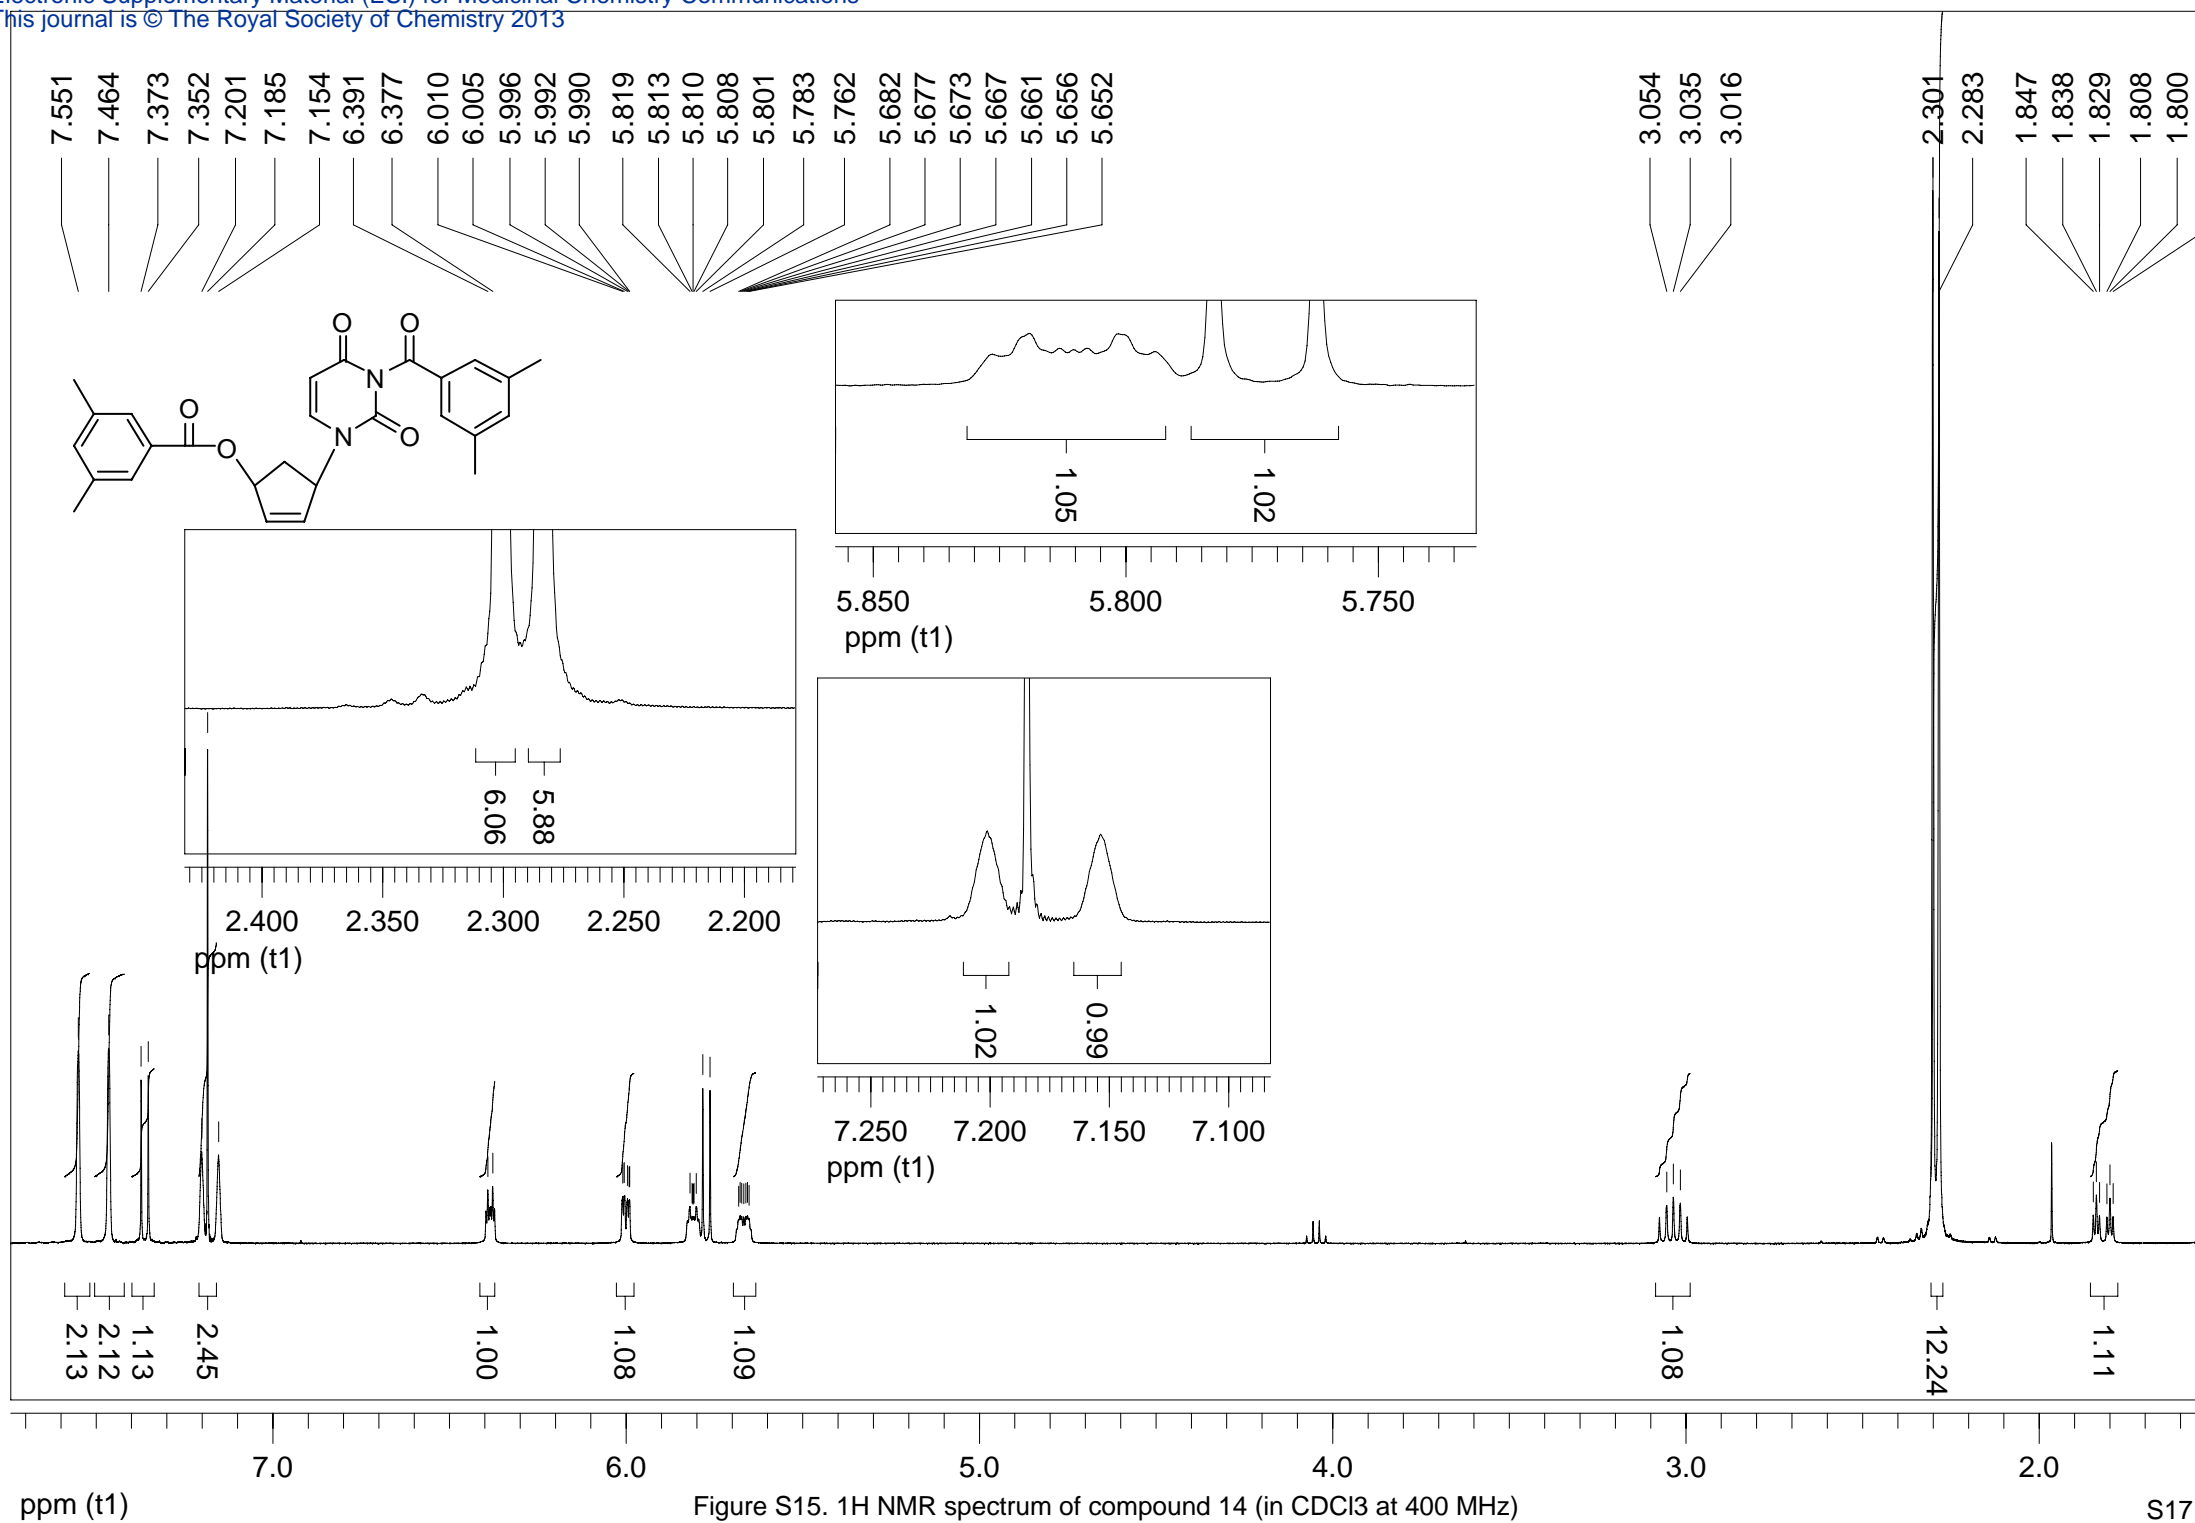 Electronic Supplementary Material (ESI) for Medicinal Chemistry Communications
This journal is © The Royal Society of Chemistry 2013
7.551 7.464 7.373 7.352 7.201 7.185 7.154 6.391 6.377 6.010 6.005 5.996 5.992 5.990 5.819 5.813 5.810 5.808 5.801 5.783 5.762 5.682 5.677 5.673 5.667 5.661 5.656 5.652 3.054 3.035 3.016 2.301 2.283 1.847 1.838 1.829 1.808 1.800
O O
N
O
O
N O
1.05 1.02
5.850 5.800 5.750
ppm (t1)
6.06 5.88
2.400 2.350 2.300 2.250 2.200
ppm (t1)
1.02 0.99
7.250 7.200 7.150 7.100
ppm (t1)
2.13 2.12 1.13 2.45 1.00 1.08 1.09 1.08 12.24 1.11
7.0 6.0 5.0 4.0 3.0 2.0
ppm (t1)
Figure S15. 1H NMR spectrum of compound 14 (in CDCl3 at 400 MHz)
S17